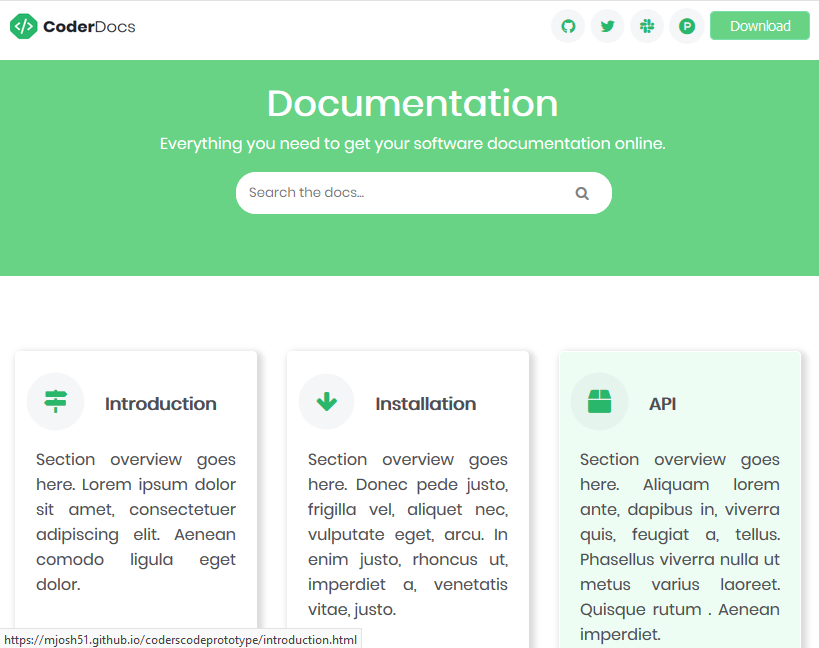 CoderDocs
P
Download
Documentation
Everything you need to get your software documentation online.
Search the docs...
Introduction
Section overview goes
here. Lorem ipsum dolor
sit amet, consectetuer
adipiscing elit. Aenean
comodo ligula eget
dolor.
Installation
Section overview goes
here. Donec pede justo,
frigilla vel, aliquet nec,
vulputate eget, arcu. In
enim justo, rhoncus ut,
imperdiet a, venetatis
vitae, justo.
API
Section overview goes
here. Aliquam lorem
ante, dapibus in, viverra
quis, feugiat a, tellus.
Phasellus viverra nulla ut
metus varius laoreet.
Quisque rutum . Aenean
imperdiet.
https://mjosh51.github.io/coderscodeprototype/introduction.html